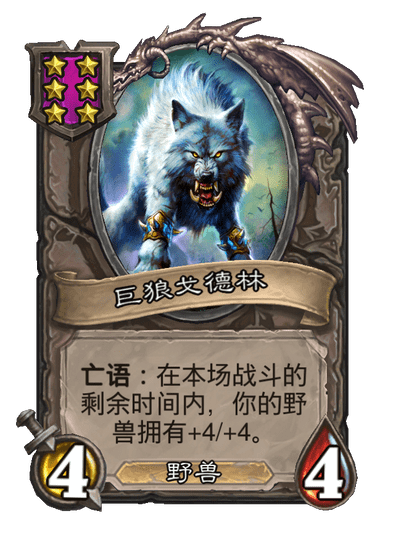 巨狼戈德林
亡语：在本场战斗的
剩余时间内，你的野
兽拥有+4/+4。
野兽
4
4